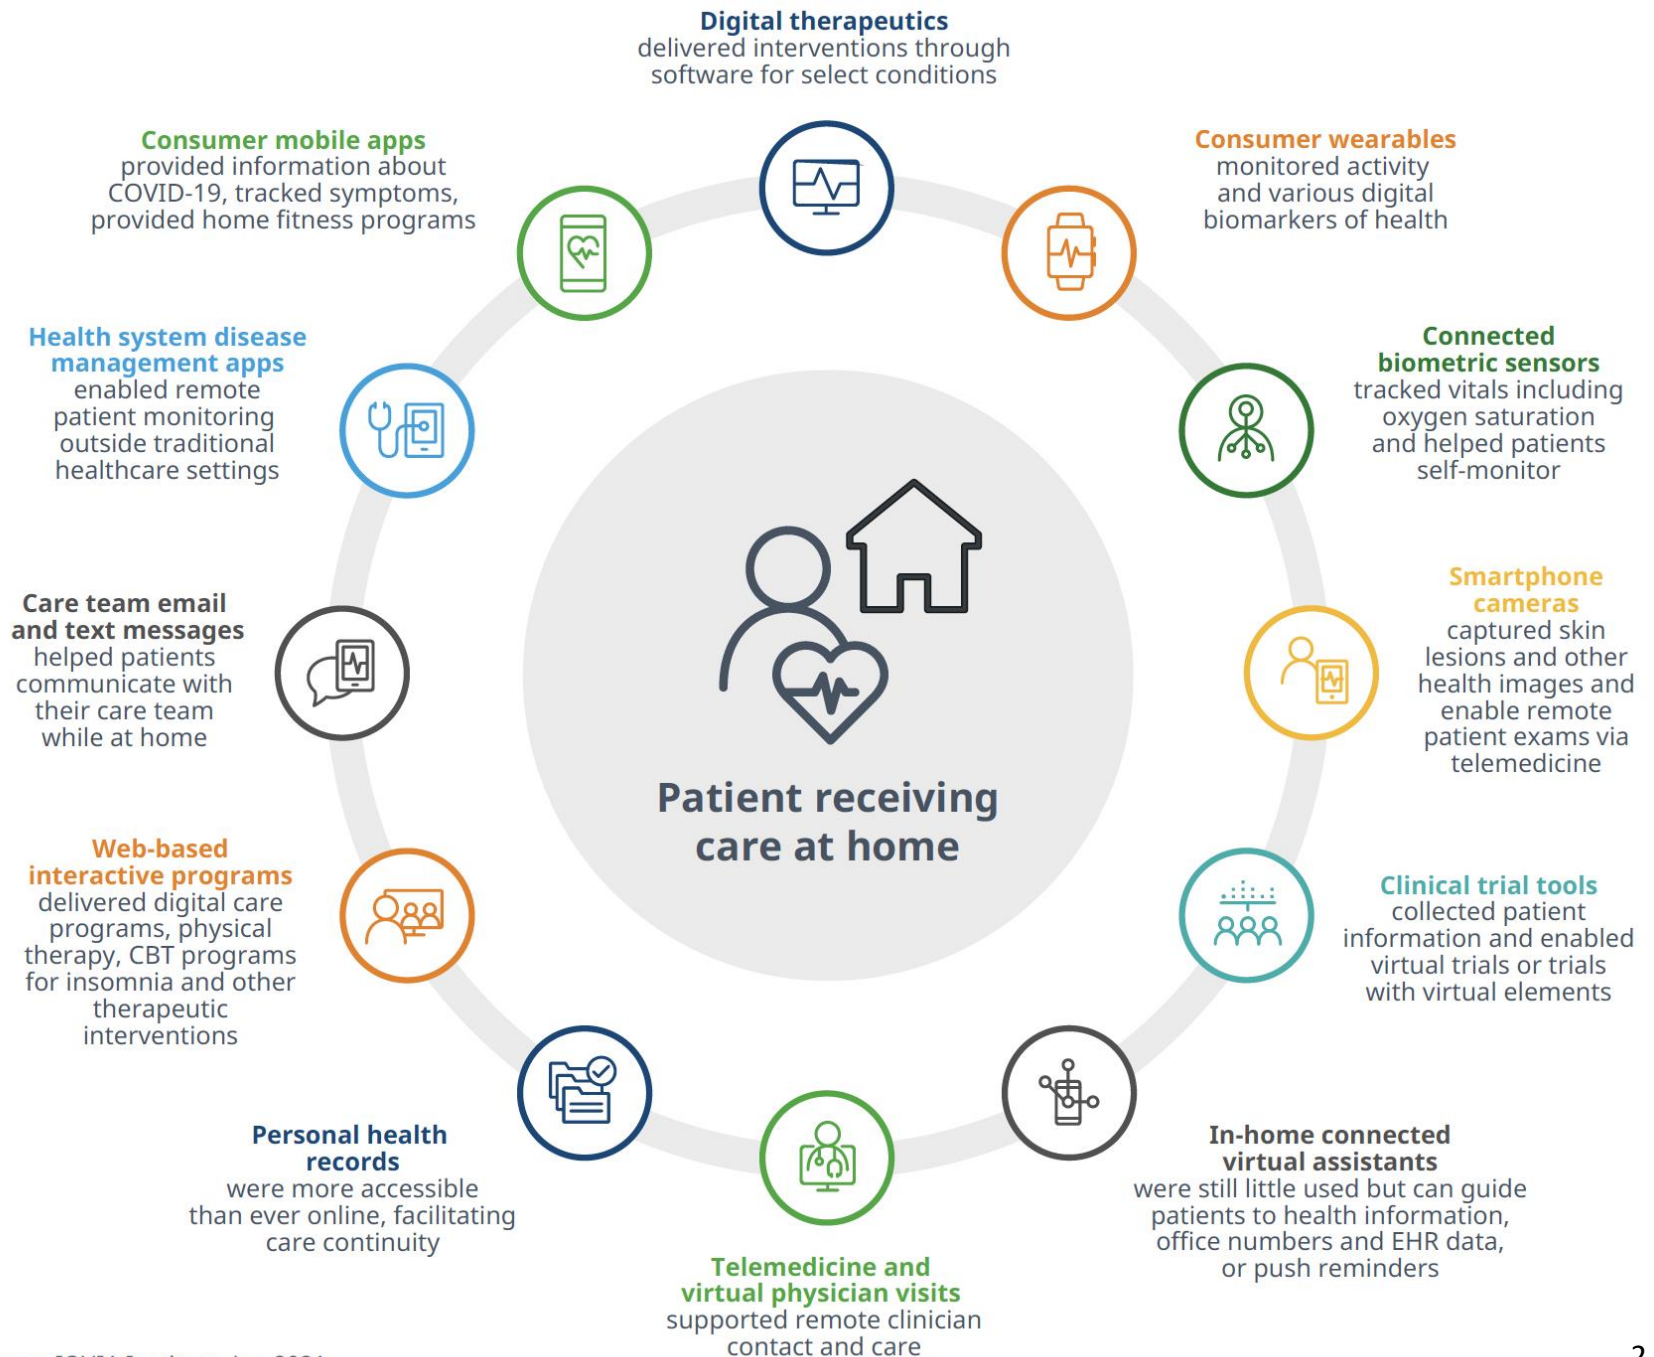 Digital therapeutics
delivered interventions through
software for select conditions
Consumer mobile apps
provided information about
COVID-19, tracked symptoms,
provided home fitness programs
Consumer wearables
monitored activity
and various digital
biomarkers of health
Health system disease
management apps
enabled remote
patient monitoring
outside traditional
healthcare settings
Connected
biometric sensors
tracked vitals including
oxygen saturation
and helped patients
self-monitor
Care team email
and text messages
helped patients
communicate with
their care team
while at home
Smartphone
cameras
captured skin
lesions and other
health images and
enable remote
patient exams via
telemedicine
Patient receiving
care at home
Web-based
interactive programs
delivered digital care
programs, physical
therapy, CBT programs
for insomnia and other
therapeutic
interventions
Clinical trial tools
collected patient
information and enabled
virtual trials or trials
with virtual elements
Personal health
records
were more accessible
than ever online, facilitating
care continuity
In-home connected
virtual assistants
were still little used but can guide
patients to health information,
office numbers and EHR data,
or push reminders
Telemedicine and
virtual physician visits
supported remote clinician
contact and care
2